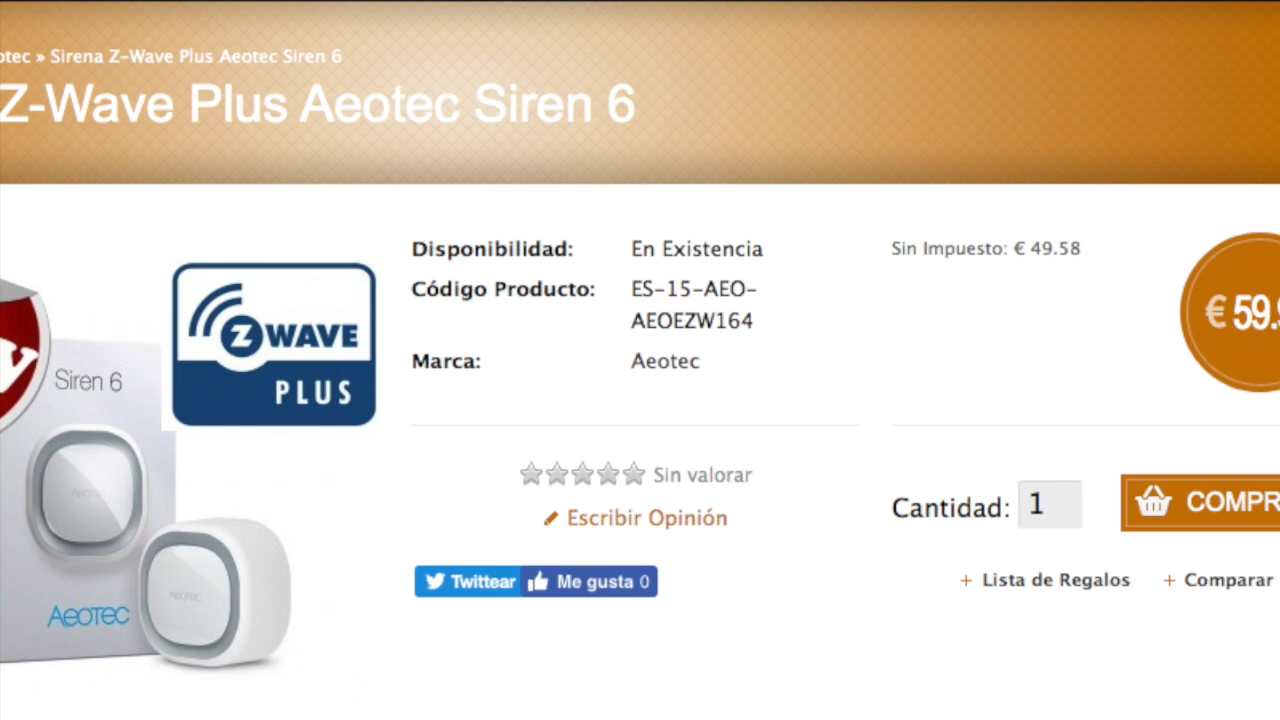 » Sirena Z-Wave Plus Aeotec Siren 6
Z-Wave Plus Aeotec Siren 6
Disponibilidad: En Existencia
Sin Impuesto: € 49.58
Código Producto: ES-15-AEO-
AEOEZW164
Marca: Aeotec
€ 59.
Z WAVE
PLUS
Siren 6
Aeotec
Aeotec
Aeotec
Sin valorar
Escribir Opinión
Cantidad: 1
COMPR
Twittear
Me gusta 0
+ Lista de Regalos
+ Comparar